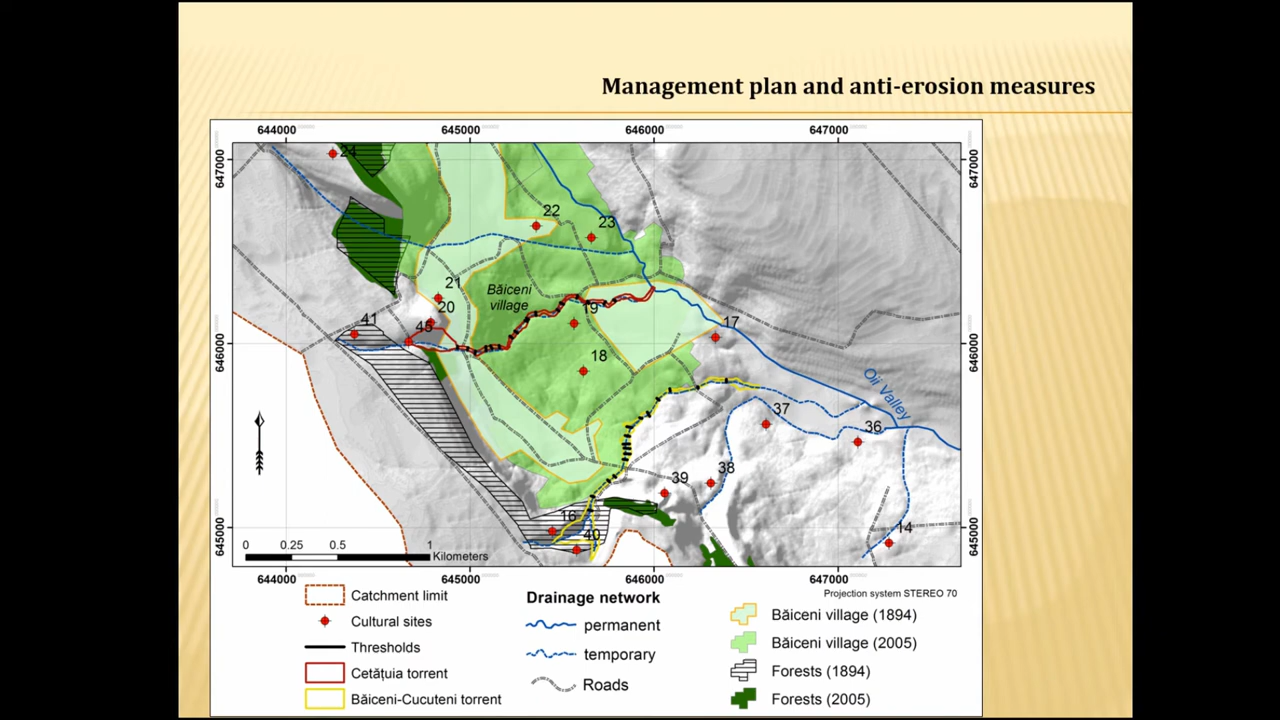 Management plan and anti-erosion measures
644000 645000 646000 647000
647000 647000
24
22
23
21
Băiceni
village
20
19
41
45
17
646000 646000
18
Oii Valley
37
36
39
38
16
14
40
645000 645000
0 0.25 0.5 1
Kilometers
644000 645000 646000 647000
Projection system STEREO 70
Catchment limit
Cultural sites
Thresholds
Cetățuia torrent
Băiceni-Cucuteni torrent
Drainage network
permanent
temporary
Roads
Băiceni village (1894)
Băiceni village (2005)
Forests (1894)
Forests (2005)